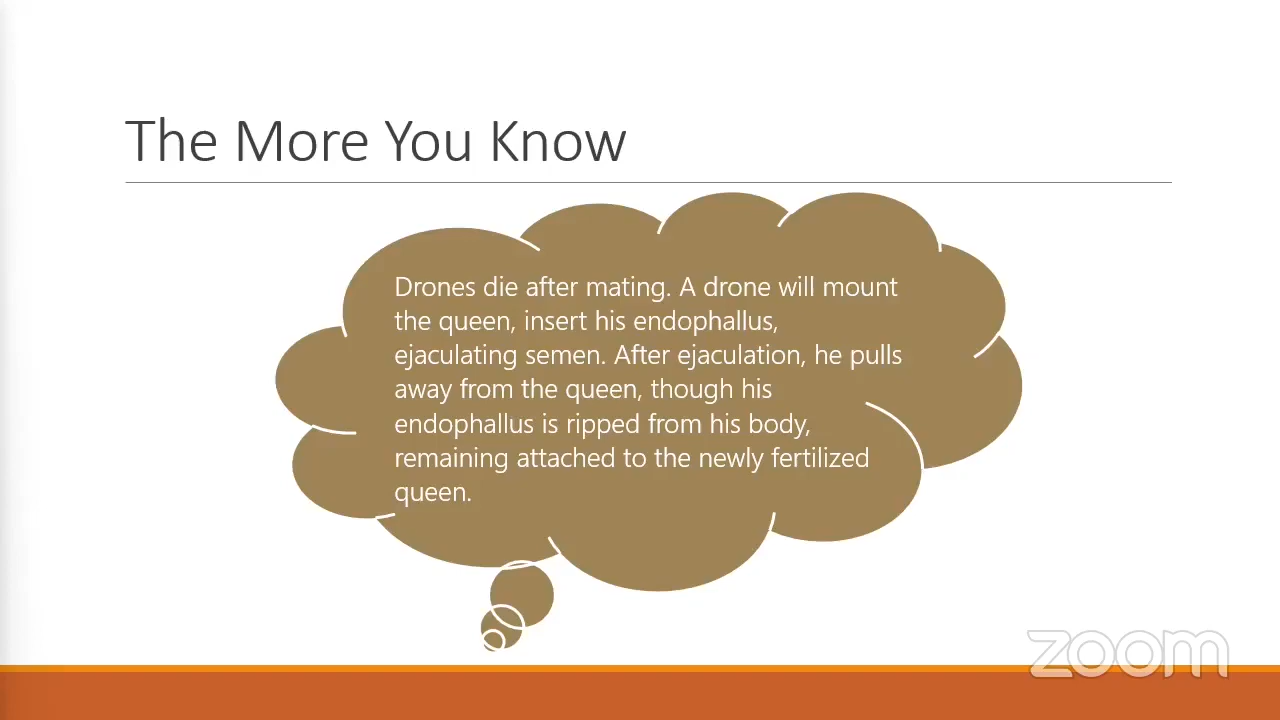 The More You Know
Drones die after mating. A drone will mount
the queen, insert his endophallus,
ejaculating semen. After ejaculation, he pulls
away from the queen, though his
endophallus is ripped from his body,
remaining attached to the newly fertilized
queen.
zoom